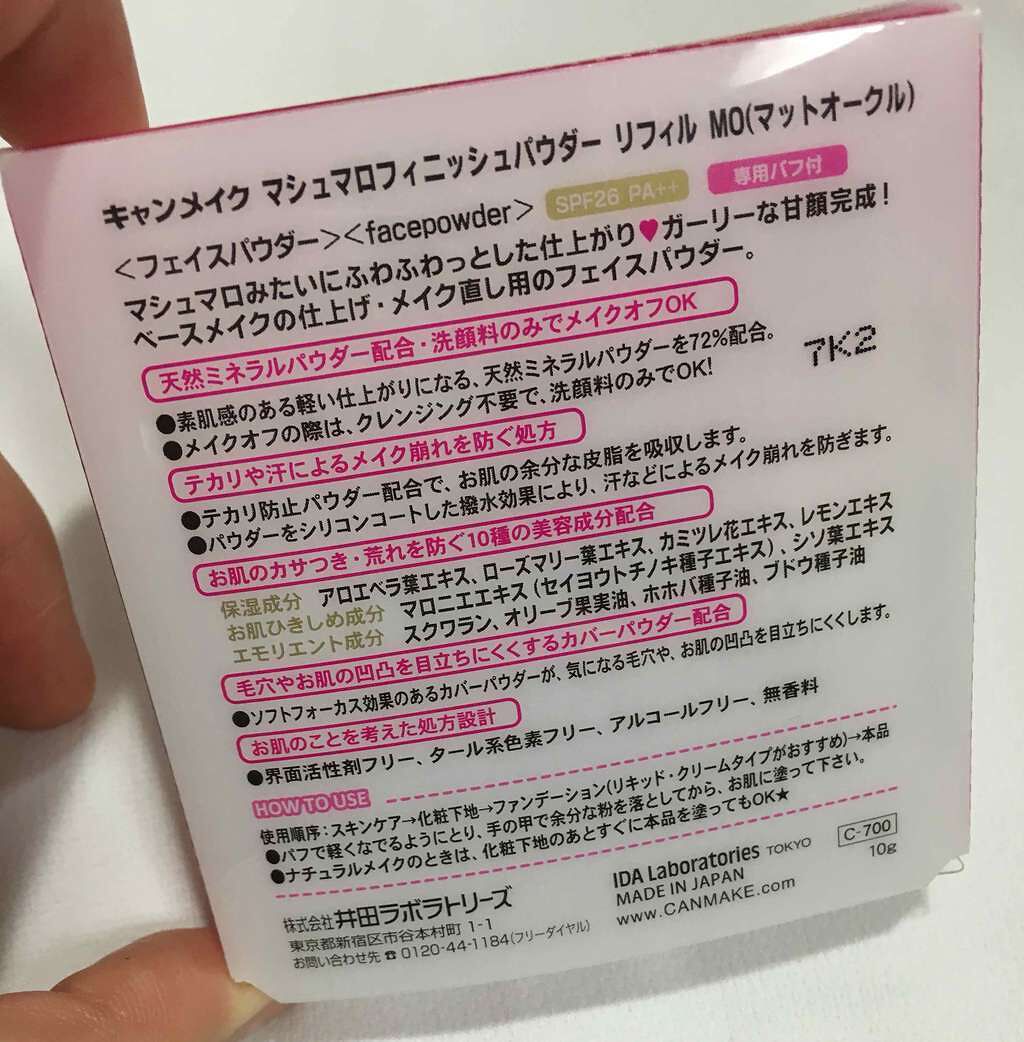 キャンメイク マシュマロフィニッシュパウダー リフィル MO(マットオークル)
＜フェイスパウダー＞＜facepowder＞ SPF26 PA++ 専用パフ付
マシュマロみたいにふわふわっとした仕上がり♥ガーリーな甘顔完成！
ベースメイクの仕上げ・メイク直し用のフェイスパウダー。
天然ミネラルパウダー配合・洗顔料のみでメイクオフOK
●素肌感のある軽い仕上がりになる、天然ミネラルパウダーを72%配合。
●メイクオフの際は、クレンジング不要で、洗顔料のみでOK!
7K2
テカリや汗によるメイク崩れを防ぐ処方
●テカリ防止パウダー配合で、お肌の余分な皮脂を吸収します。
●パウダーをシリコンコートした撥水効果により、汗などによるメイク崩れを防ぎます。
お肌のカサつき・荒れを防ぐ10種の美容成分配合
保湿成分 アロエベラ葉エキス、ローズマリー葉エキス、カミツレ花エキス、レモンエキス
お肌ひきしめ成分 マロニエエキス（セイヨウトチノキ種子エキス）、シソ葉エキス
エモリエント成分 スクワラン、オリーブ果実油、ホホバ種子油、ブドウ種子油
毛穴やお肌の凹凸を目立ちにくくするカバーパウダー配合
●ソフトフォーカス効果のあるカバーパウダーが、気になる毛穴や、お肌の凹凸を目立ちにくくします。
お肌のことを考えた処方設計
●界面活性剤フリー、タール系色素フリー、アルコールフリー、無香料
HOW TO USE
使用順序：スキンケア→化粧下地→ファンデーション(リキッド・クリームタイプがおすすめ)→本品
●パフで軽くなでるようにとり、手の甲で余分な粉を落としてから、お肌に塗って下さい。
●ナチュラルメイクのときは、化粧下地のあとすぐに本品を塗ってもOK★
株式会社 井田ラボラトリーズ
東京都新宿区市谷本村町 1-1
お問い合わせ先 ☎ 0120-44-1184(フリーダイヤル)
IDA Laboratories TOKYO
MADE IN JAPAN
www.CANMAKE.com
C-700
10g